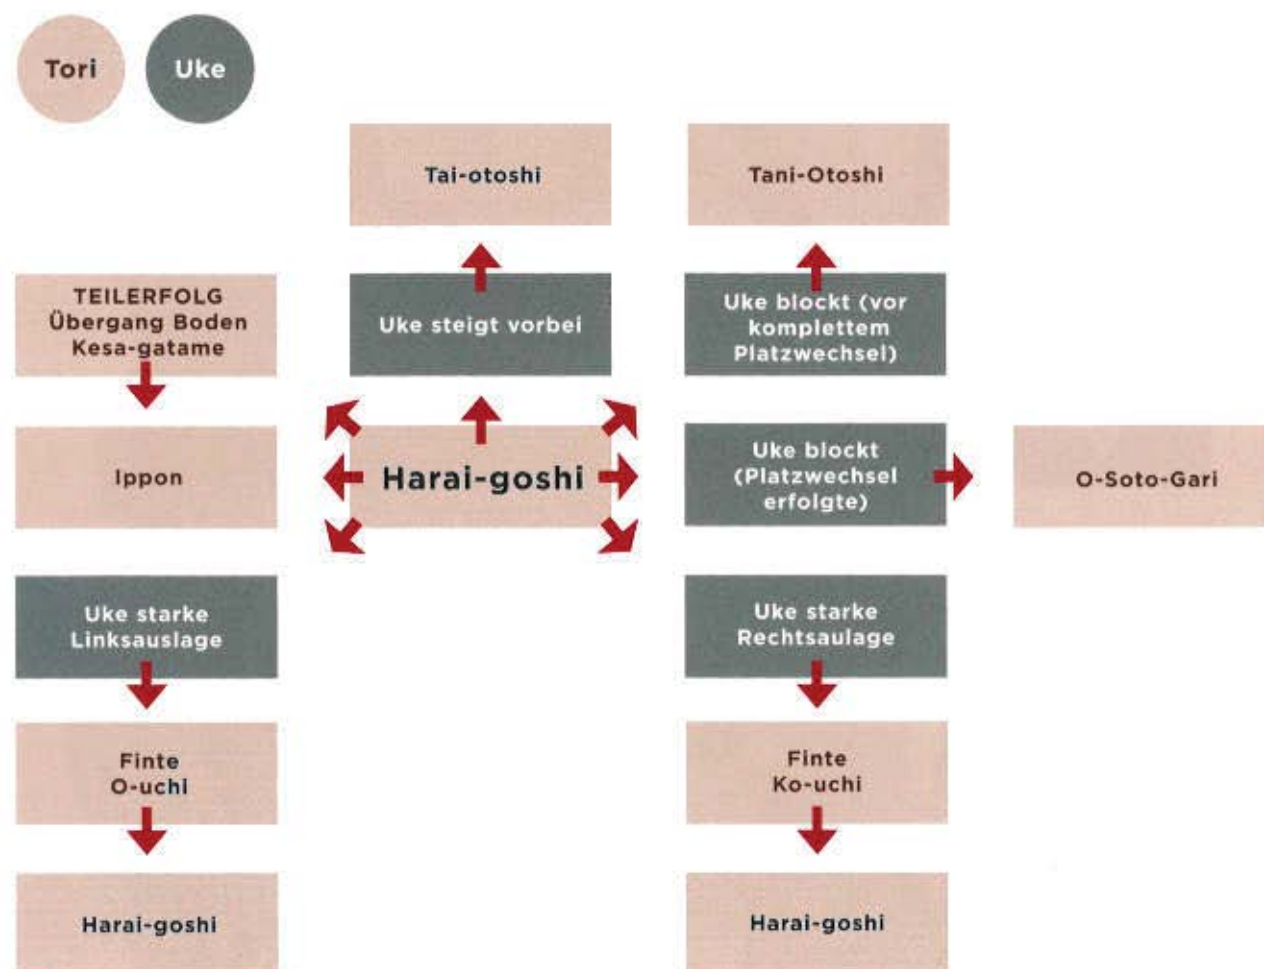 Tori
Uke
Tai-otoshi
Tani-Otoshi
TEILERFOLG
Übergang Boden
Kesa-gatame
Uke steigt vorbei
Uke blockt (vor
komplettem
Platzwechsel)
Ippon
Harai-goshi
Uke blockt
(Platzwechsel
erfolgte)
O-Soto-Gari
Uke starke
Linksauslage
Uke starke
Rechtsaulage
Finte
O-uchi
Finte
Ko-uchi
Harai-goshi
Harai-goshi